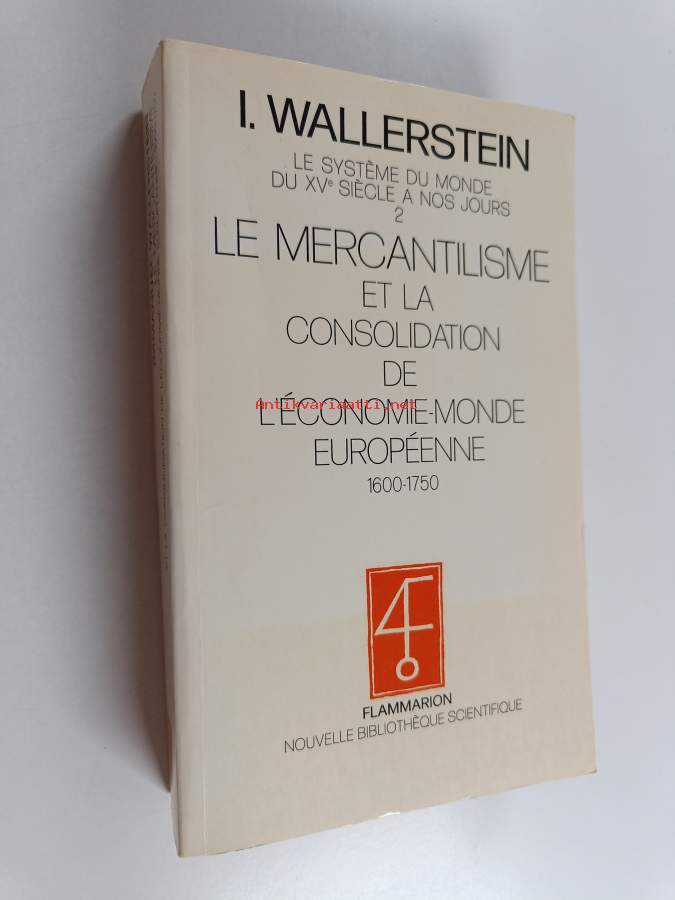 I. WALLERSTEIN
LE SYSTÈME DU MONDE
DU XVe SIÈCLE A NOS JOURS
2
LE MERCANTILISME
ET LA
CONSOLIDATION
DE
L'ÉCONOMIE-MONDE
Antikvariaatti.net
EUROPÉENNE
1600-1750
FLAMMARION
NOUVELLE BIBLIOTHÈQUE SCIENTIFIQUE